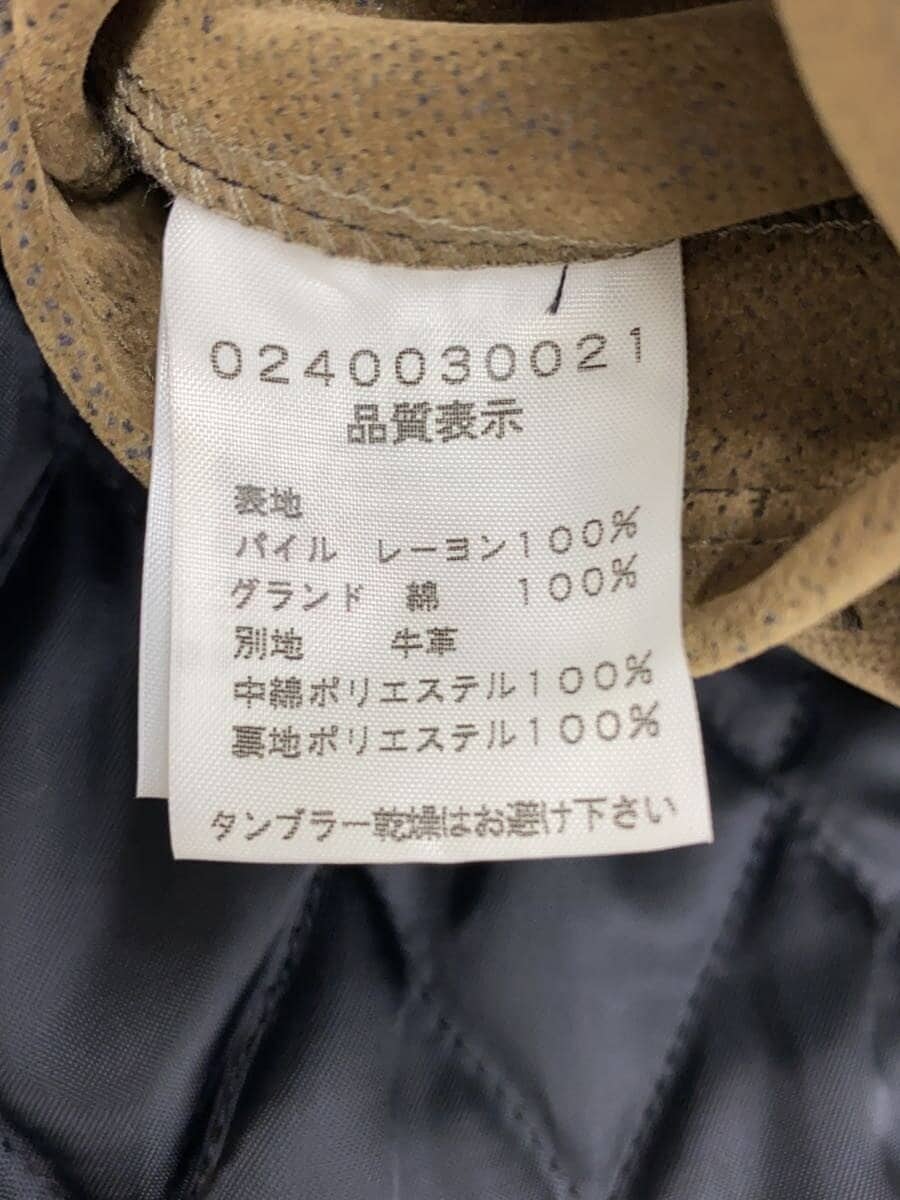 0240030021
品質表示
表地
パイル レーヨン100%
グランド 綿 100%
別地 牛革
中綿ポリエステル100%
裏地ポリエステル100%
タンブラー乾燥はお避け下さい